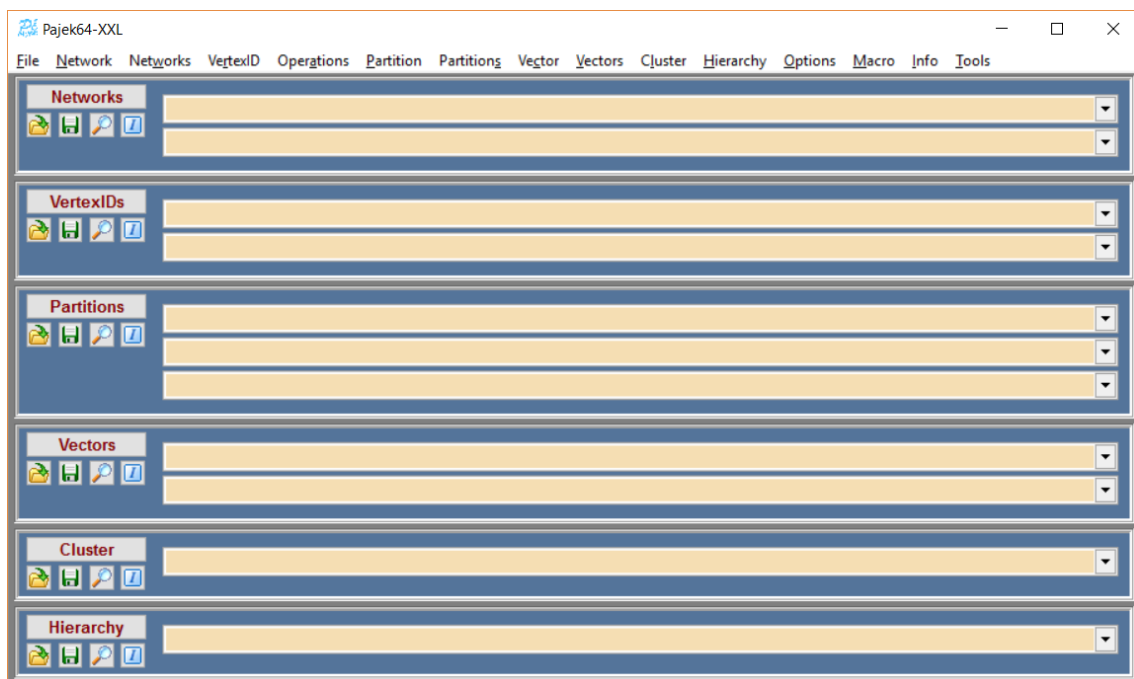 Pajek64-XXL
File Network Networks VertexID Operations Partition Partitions Vector Vectors Cluster Hierarchy Options Macro Info Tools
Networks
VertexIDs
Partitions
Vectors
Cluster
Hierarchy